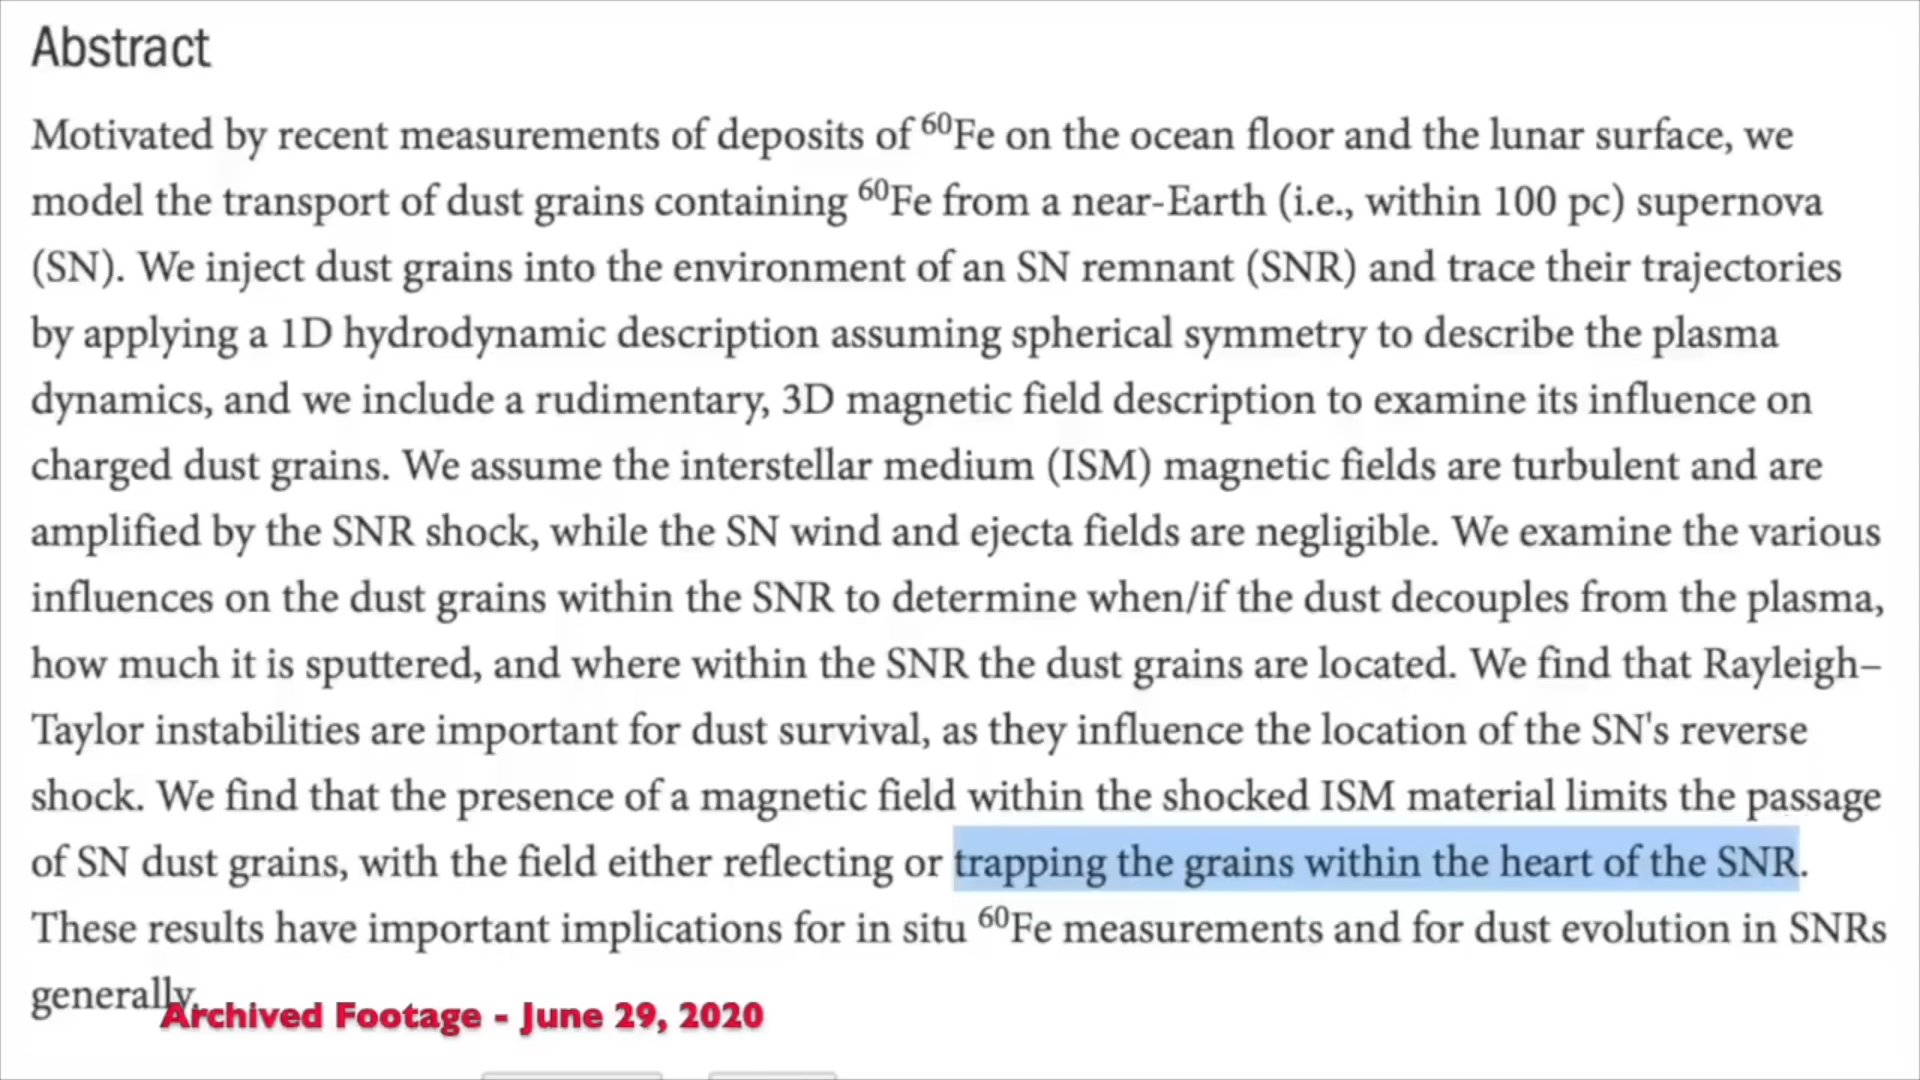 Abstract
Motivated by recent measurements of deposits of ⁶⁰Fe on the ocean floor and the lunar surface, we
model the transport of dust grains containing ⁶⁰Fe from a near-Earth (i.e., within 100 pc) supernova
(SN). We inject dust grains into the environment of an SN remnant (SNR) and trace their trajectories
by applying a 1D hydrodynamic description assuming spherical symmetry to describe the plasma
dynamics, and we include a rudimentary, 3D magnetic field description to examine its influence on
charged dust grains. We assume the interstellar medium (ISM) magnetic fields are turbulent and are
amplified by the SNR shock, while the SN wind and ejecta fields are negligible. We examine the various
influences on the dust grains within the SNR to determine when/if the dust decouples from the plasma,
how much it is sputtered, and where within the SNR the dust grains are located. We find that Rayleigh–
Taylor instabilities are important for dust survival, as they influence the location of the SN's reverse
shock. We find that the presence of a magnetic field within the shocked ISM material limits the passage
of SN dust grains, with the field either reflecting or trapping the grains within the heart of the SNR.
These results have important implications for in situ ⁶⁰Fe measurements and for dust evolution in SNRs
generally.
Archived Footage - June 29, 2020